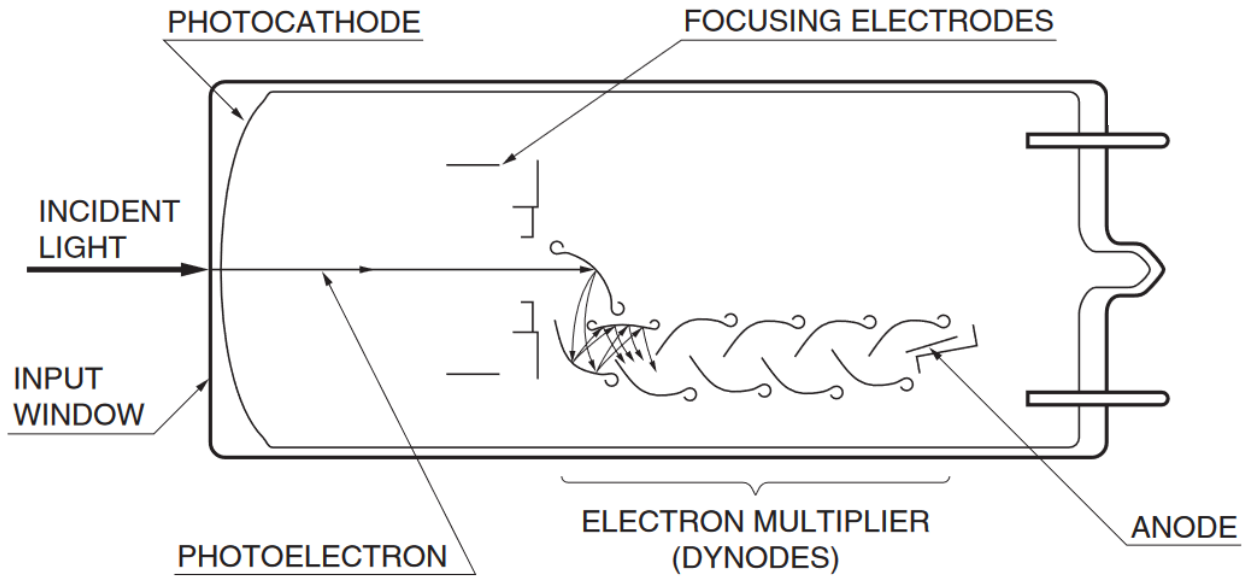 PHOTOCATHODE
FOCUSING ELECTRODES
INCIDENT
LIGHT
INPUT
WINDOW
PHOTOELECTRON
ELECTRON MULTIPLIER
(DYNODES)
ANODE